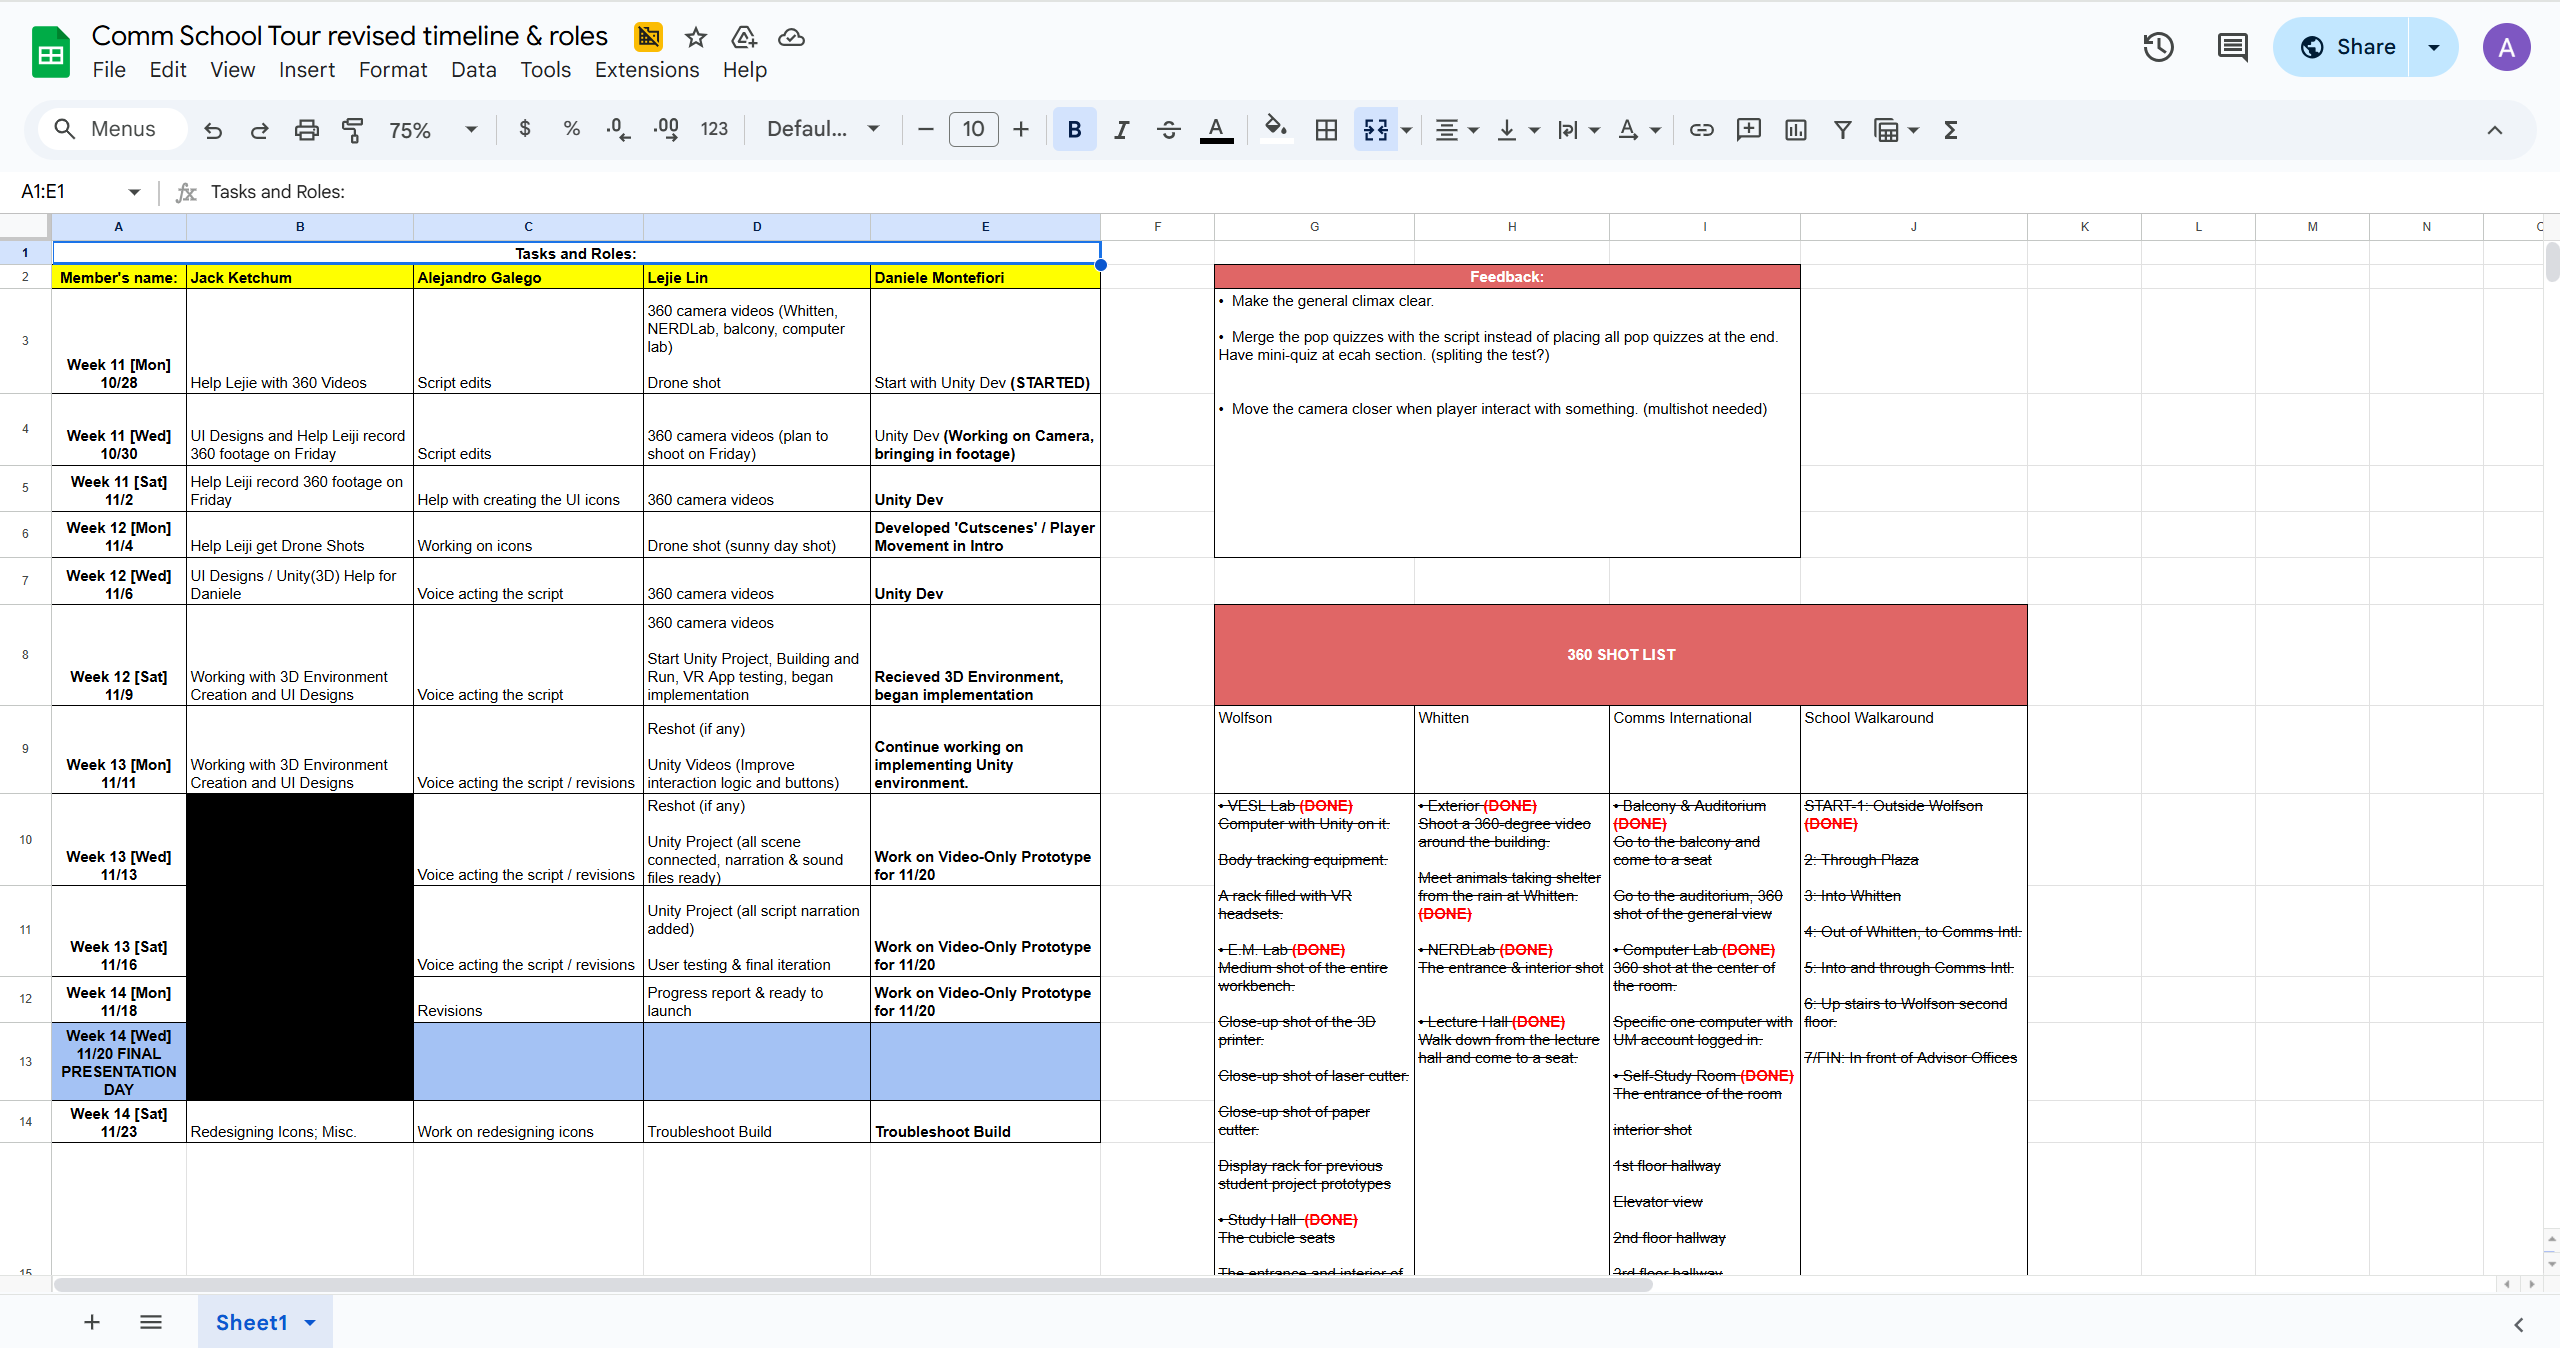 Comm School Tour revised timeline & roles
File Edit View Insert Format Data Tools Extensions Help
Share
A
Menus
75%
$ % .0 .00 123
Defaul...
10
B I A
A1:E1
fx Tasks and Roles:
A B C D E F G H I J K L M N
1
Tasks and Roles:
2
Member's name:
Jack Ketchum
Alejandro Galego
Lejie Lin
Daniele Montefiori
3
Week 11 [Mon]
10/28
Help Lejie with 360 Videos
Script edits
360 camera videos (Whitten,
NERDLab, balcony, computer
lab)
Drone shot
Start with Unity Dev (STARTED)
4
Week 11 [Wed]
10/30
UI Designs and Help Leiji record
360 footage on Friday
Script edits
360 camera videos (plan to
shoot on Friday)
Unity Dev (Working on Camera,
bringing in footage)
5
Week 11 [Sat]
11/2
Help Leiji record 360 footage on
Friday
Help with creating the UI icons
360 camera videos
Unity Dev
6
Week 12 [Mon]
11/4
Help Leiji get Drone Shots
Working on icons
Drone shot (sunny day shot)
Developed 'Cutscenes' / Player
Movement in Intro
7
Week 12 [Wed]
11/6
UI Designs / Unity(3D) Help for
Daniele
Voice acting the script
360 camera videos
Unity Dev
8
Week 12 [Sat]
11/9
Working with 3D Environment
Creation and UI Designs
Voice acting the script
360 camera videos
Start Unity Project, Building and
Run, VR App testing, began
implementation
Recieved 3D Environment,
began implementation
9
Week 13 [Mon]
11/11
Working with 3D Environment
Creation and UI Designs
Voice acting the script / revisions
Reshot (if any)
Unity Videos (Improve
interaction logic and buttons)
Continue working on
implementing Unity
environment.
10
Week 13 [Wed]
11/13
Voice acting the script / revisions
Reshot (if any)
Unity Project (all scene
connected, narration & sound
files ready)
Work on Video-Only Prototype
for 11/20
11
Week 13 [Sat]
11/16
Voice acting the script / revisions
Unity Project (all script narration
added)
User testing & final iteration
Work on Video-Only Prototype
for 11/20
12
Week 14 [Mon]
11/18
Revisions
Progress report & ready to
launch
Work on Video-Only Prototype
for 11/20
13
Week 14 [Wed]
11/20 FINAL
PRESENTATION
DAY
14
Week 14 [Sat]
11/23
Redesigning Icons; Misc.
Work on redesigning icons
Troubleshoot Build
Troubleshoot Build
15
Feedback:
• Make the general climax clear.
• Merge the pop quizzes with the script instead of placing all pop quizzes at the end.
Have mini-quiz at ecah section. (spliting the test?)
• Move the camera closer when player interact with something. (multishot needed)
360 SHOT LIST
Wolfson
Whitten
Comms International
School Walkaround
• VESL Lab (DONE)
Computer with Unity on it.
Body tracking equipment.
A rack filled with VR
headsets.
• E.M. Lab (DONE)
Medium shot of the entire
workbench.
Close-up shot of the 3D
printer.
Close-up shot of laser cutter.
Close-up shot of paper
cutter.
Display rack for previous
student project prototypes
• Study Hall (DONE)
The cubicle seats
The entrance and interior of
• Exterior (DONE)
Shoot a 360-degree video
around the building.
Meet animals taking shelter
from the rain at Whitten.
(DONE)
• NERDLab (DONE)
The entrance & interior shot
• Lecture Hall (DONE)
Walk down from the lecture
hall and come to a seat.
• Balcony & Auditorium
(DONE)
Go to the balcony and
come to a seat
Go to the auditorium, 360
shot of the general view
• Computer Lab (DONE)
360 shot at the center of
the room.
Specific one computer with
UM account logged in.
• Self-Study Room (DONE)
The entrance of the room
interior shot
1st floor hallway
Elevator view
2nd floor hallway
3rd floor hallway
START-1: Outside Wolfson
(DONE)
2: Through Plaza
3: Into Whitten
4: Out of Whitten, to Comms Intl.
5: Into and through Comms Intl.
6: Up stairs to Wolfson second
floor.
7/FIN: In front of Advisor Offices
Sheet1